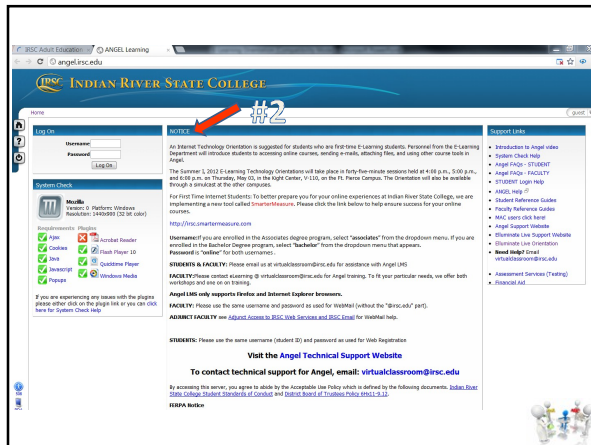 IRSC Adult Education
ANGEL Learning
angel.irsc.edu
IRSC INDIAN RIVER STATE COLLEGE
#2
Home
guest
Log On
Username
Password
Log On
System Check
Mozilla
Version: 0 Platform: Windows
Resolution: 1440x900 (32 bit color)
Requirements Plugins
Ajax
Acrobat Reader
Cookies
Flash Player 10
Java
Quicktime Player
Javascript
Windows Media
Popups
If you are experiencing any issues with the plugins
please either click on the plugin link or you can click
here for System Check Help
NOTICE
An Internet Technology Orientation is suggested for students who are first-time E-Learning students. Personnel from the E-Learning
Department will introduce students to accessing online courses, sending e-mails, attaching files, and using other course tools in
Angel.
The Summer I, 2012 E-Learning Technology Orientations will take place in forty-five-minute sessions held at 4:00 p.m., 5:00 p.m.,
and 6:00 p.m. on Thursday, May 03, in the Kight Center, V-110, on the Ft. Pierce Campus. The Orientation will also be available
through a simulcast at the other campuses.
For First Time Internet Students: To better prepare you for your online experiences at Indian River State College, we are
implementing a new tool called SmarterMeasure. Please click the link below to help ensure success for your online
courses.
http://irsc.smartermeasure.com
Username:If you are enrolled in the Associates degree program, select "associates" from the dropdown menu. If you are
enrolled in the Bachelor Degree program, select "bachelor" from the dropdown menu that appears.
Password is "online" for both usernames.
STUDENTS & FACULTY: Please email us at virtualclassroom@irsc.edu for assistance with Angel LMS
FACULTY:Please contact eLearning @ virtualclassroom@irsc.edu for Angel training. To fit your particular needs, we offer both
workshops and one on on training.
Angel LMS only supports Firefox and Internet Explorer browsers.
FACULTY: Please use the same username and password as used for WebMail (without the "@irsc.edu" part).
ADJUNCT FACULTY see Adjunct Access to IRSC Web Services and IRSC Email for WebMail help.
STUDENTS: Please use the same username (student ID) and password as used for Web Registration
Visit the Angel Technical Support Website
To contact technical support for Angel, email: virtualclassroom@irsc.edu
By accessing this server, you agree to abide by the Acceptable Use Policy which is defined by the following documents. Indian River
State College Student Standards of Conduct and District Board of Trustees Policy 6Hx11-9.12.
FERPA Notice
Support Links
Introduction to Angel video
System Check Help
Angel FAQs - STUDENT
Angel FAQs - FACULTY
STUDENT Login Help
ANGEL Help
Student Reference Guides
Faculty Reference Guides
MAC users click here!
Angel Support Website
Elluminate Live Support Website
Elluminate Live Orientation
Need Help? Email
virtualclassroom@irsc.edu
Assessment Services (Testing)
Financial Aid